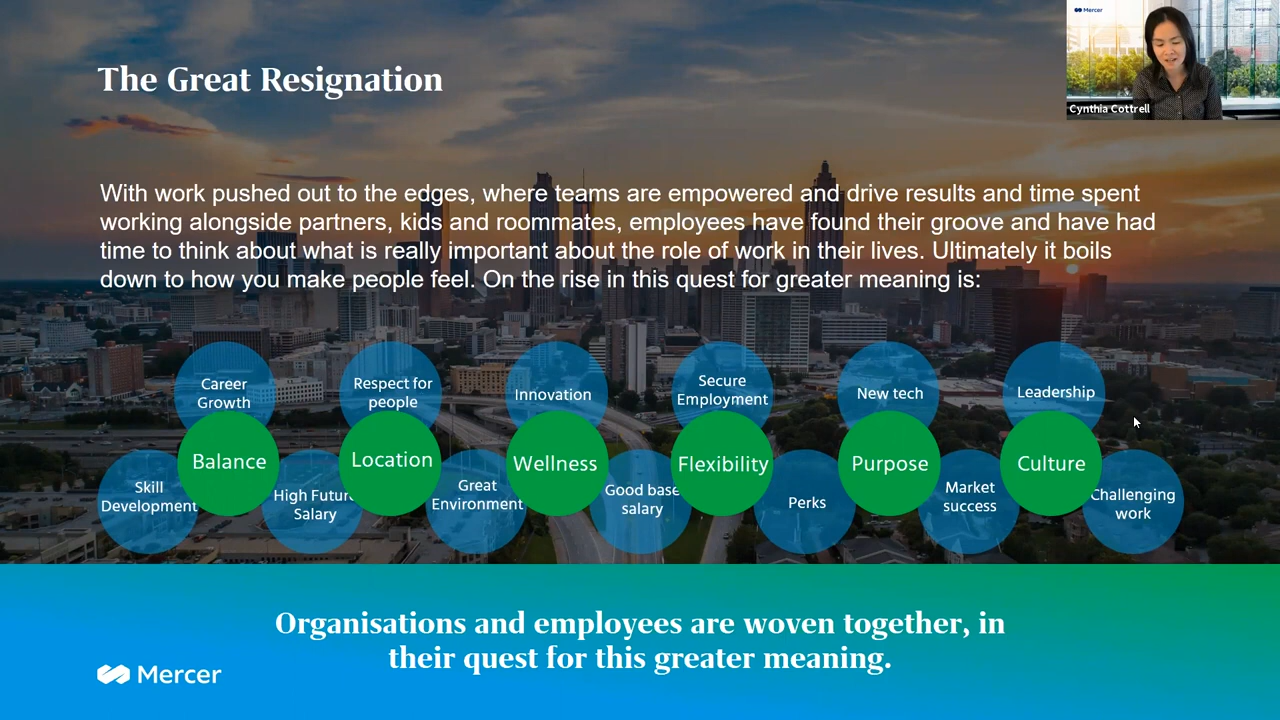 Mercer
Cynthia Cottrell
The Great Resignation
With work pushed out to the edges, where teams are empowered and drive results and time spent
working alongside partners, kids and roommates, employees have found their groove and have had
time to think about what is really important about the role of work in their lives. Ultimately it boils
down to how you make people feel. On the rise in this quest for greater meaning is:
Career
Growth
Respect for
people
Innovation
Secure
Employment
New tech
Leadership
Balance
Location
Wellness
Flexibility
Purpose
Culture
Skill
Development
High Future
Salary
Great
Environment
Good base
salary
Perks
Market
success
Challenging
work
Organisations and employees are woven together, in
their quest for this greater meaning.
Mercer